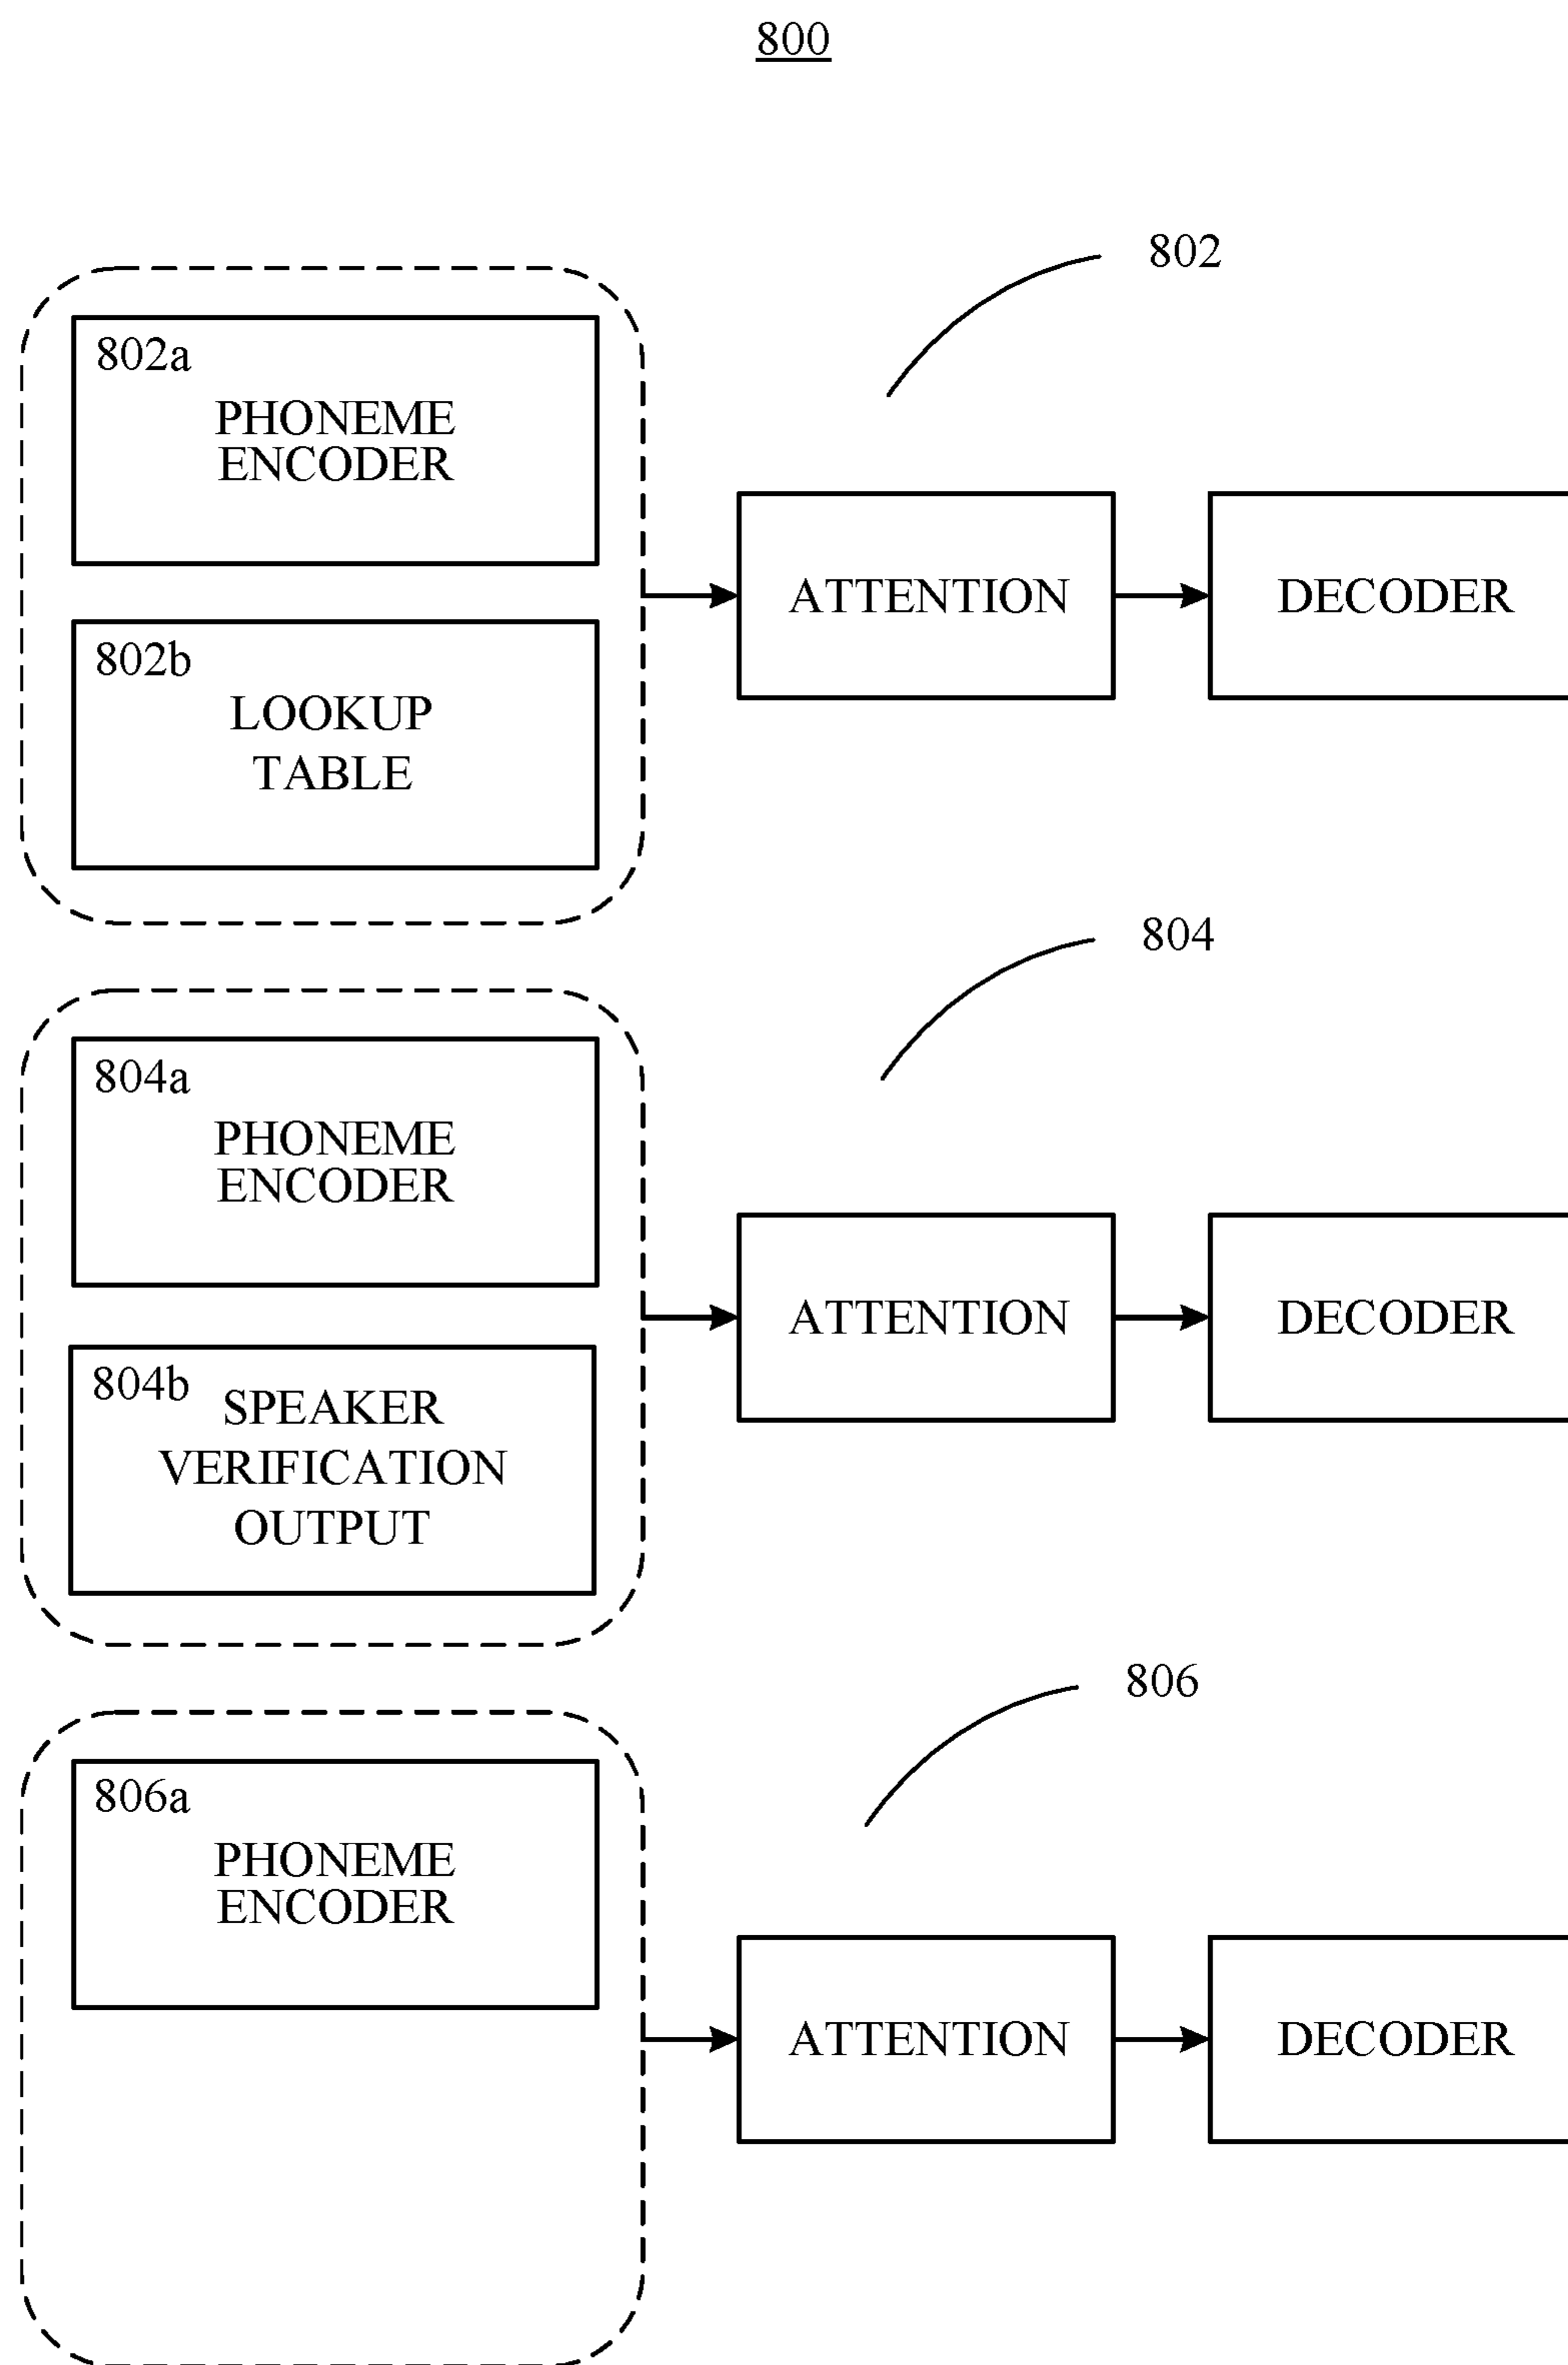 800
802
802a
PHONEME
ENCODER
ATTENTION
DECODER
802b
LOOKUP
TABLE
804
804a
PHONEME
ENCODER
ATTENTION
DECODER
804b
SPEAKER
VERIFICATION
OUTPUT
806
806a
PHONEME
ENCODER
ATTENTION
DECODER